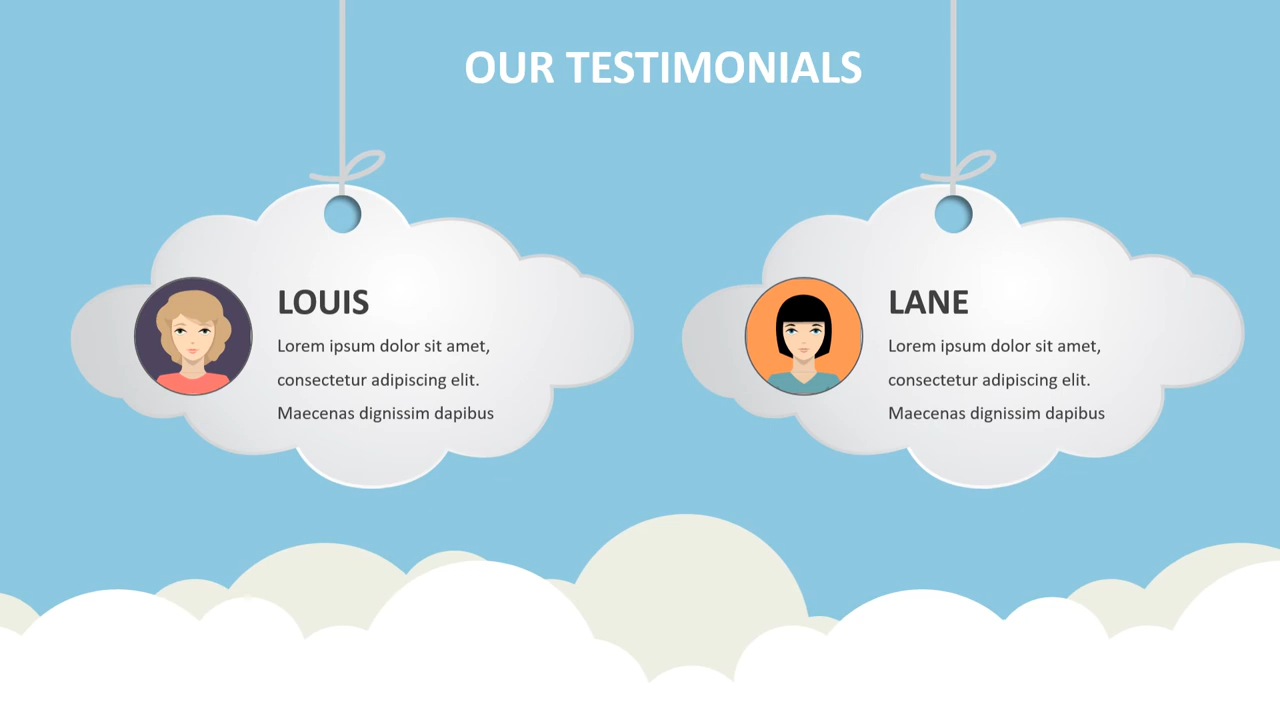 OUR TESTIMONIALS
LOUIS
Lorem ipsum dolor sit amet,
consectetur adipiscing elit.
Maecenas dignissim dapibus
LANE
Lorem ipsum dolor sit amet,
consectetur adipiscing elit.
Maecenas dignissim dapibus